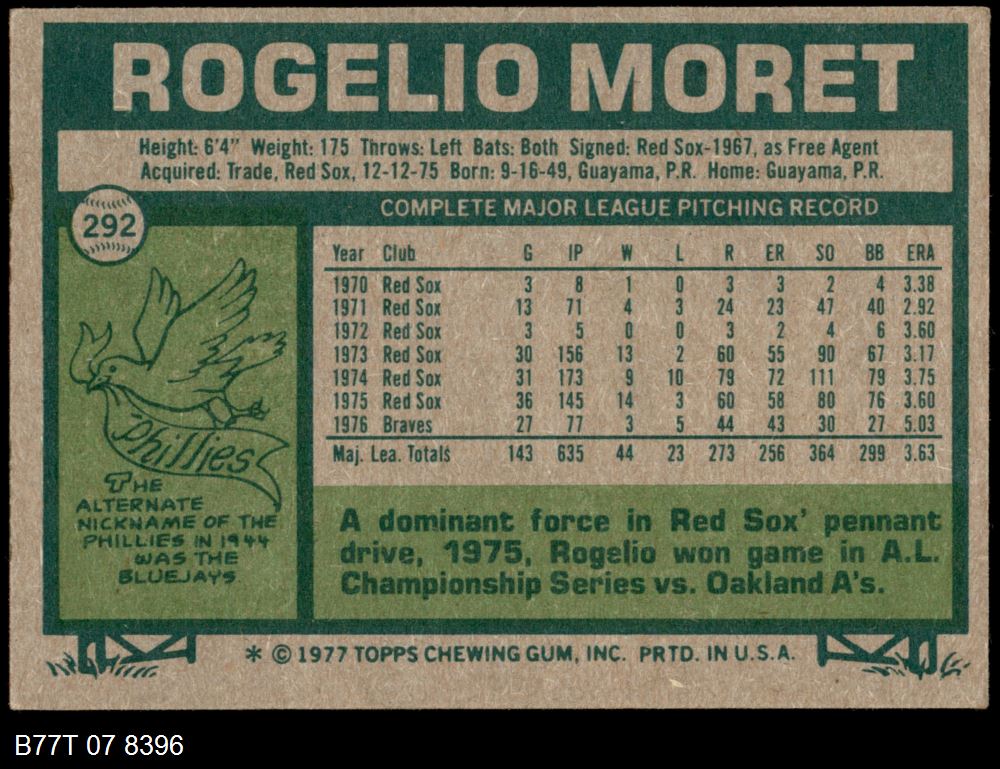 ROGELIO MORET
Height: 6'4" Weight: 175 Throws: Left Bats: Both Signed: Red Sox-1967, as Free Agent
Acquired: Trade, Red Sox, 12-12-75 Born: 9-16-49, Guayama, P.R. Home: Guayama, P.R.
292
COMPLETE MAJOR LEAGUE PITCHING RECORD
Year Club G IP W L R ER SO BB ERA
1970 Red Sox 3 8 1 0 3 3 2 4 3.38
1971 Red Sox 13 71 4 3 24 23 47 40 2.92
1972 Red Sox 3 5 0 0 3 2 4 6 3.60
1973 Red Sox 30 156 13 2 60 55 90 67 3.17
1974 Red Sox 31 173 9 10 79 72 111 79 3.75
1975 Red Sox 36 145 14 3 60 58 80 76 3.60
1976 Braves 27 77 3 5 44 43 30 27 5.03
Maj. Lea. Totals 143 635 44 23 273 256 364 299 3.63
Phillies
THE
ALTERNATE
NICKNAME OF THE
PHILLIES IN 1944
WAS THE
BLUEJAYS
A dominant force in Red Sox' pennant
drive, 1975, Rogelio won game in A.L.
Championship Series vs. Oakland A's.
* © 1977 TOPPS CHEWING GUM, INC. PRTD. IN U.S.A.
B77T 07 8396